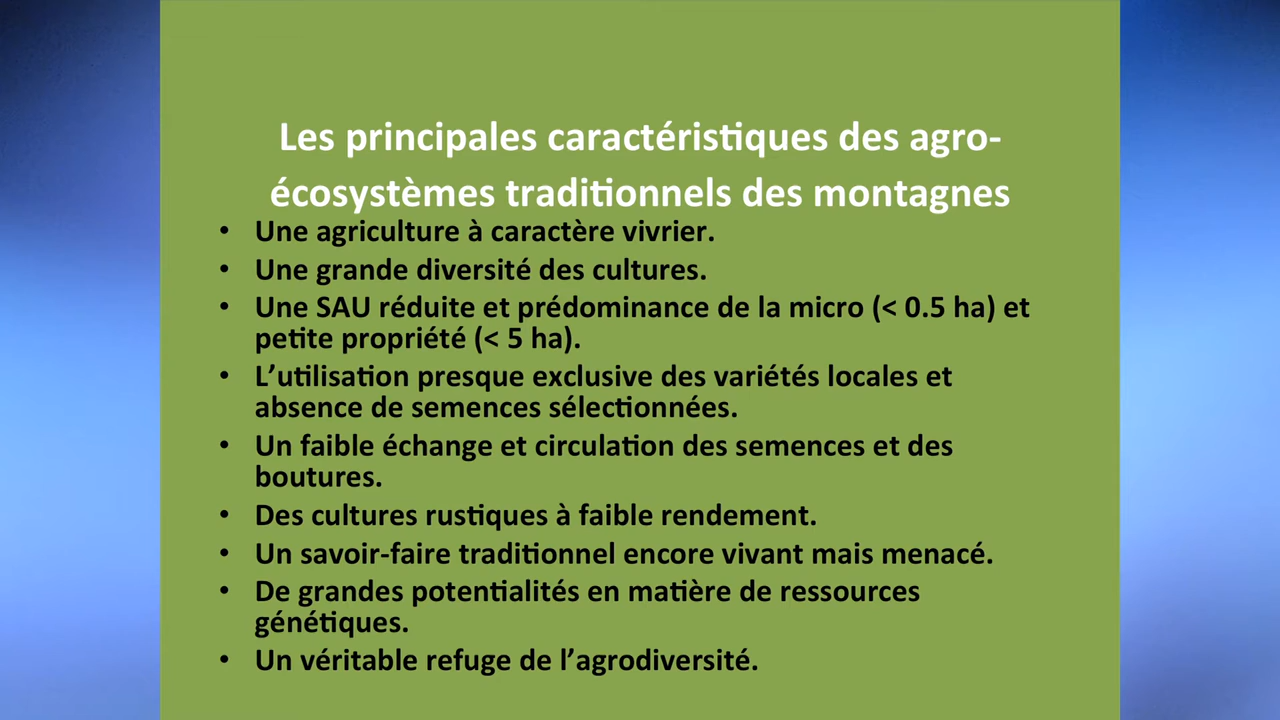 Les principales caractéristiques des agro-
écosystèmes traditionnels des montagnes
• Une agriculture à caractère vivrier.
• Une grande diversité des cultures.
• Une SAU réduite et prédominance de la micro (< 0.5 ha) et
petite propriété (< 5 ha).
• L’utilisation presque exclusive des variétés locales et
absence de semences sélectionnées.
• Un faible échange et circulation des semences et des
boutures.
• Des cultures rustiques à faible rendement.
• Un savoir-faire traditionnel encore vivant mais menacé.
• De grandes potentialités en matière de ressources
génétiques.
• Un véritable refuge de l’agrodiversité.